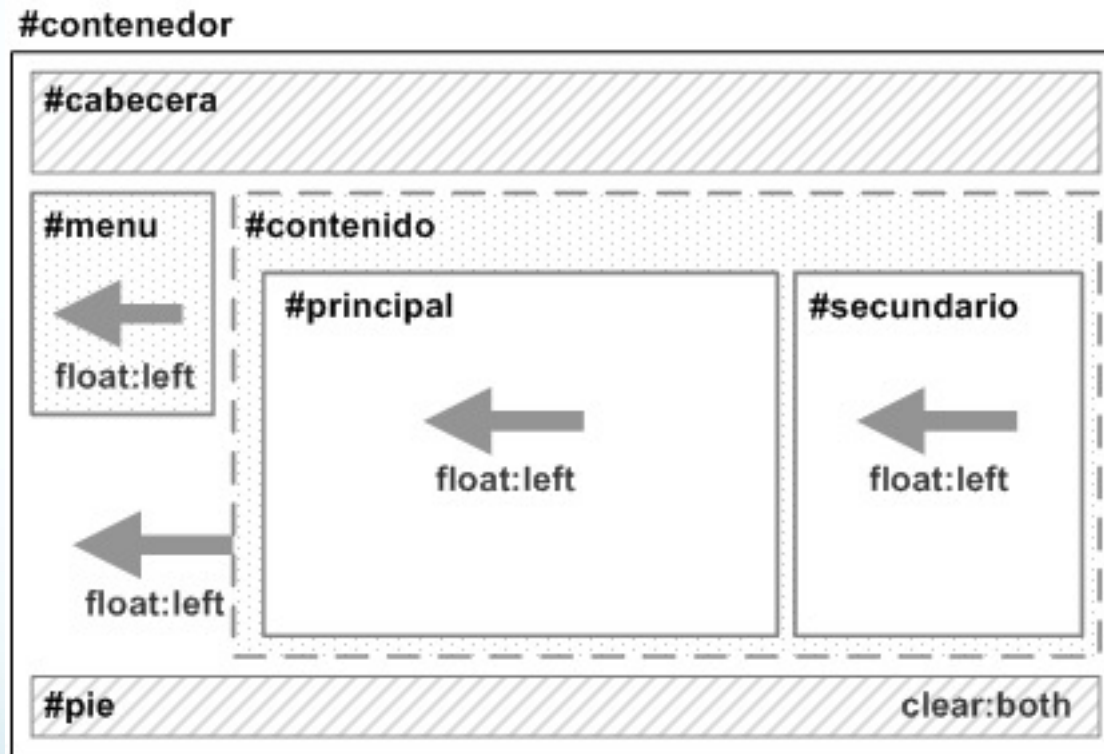 #contenedor
#cabecera
#menu
float:left
#contenido
#principal
float:left
#secundario
float:left
float:left
#pie
clear:both